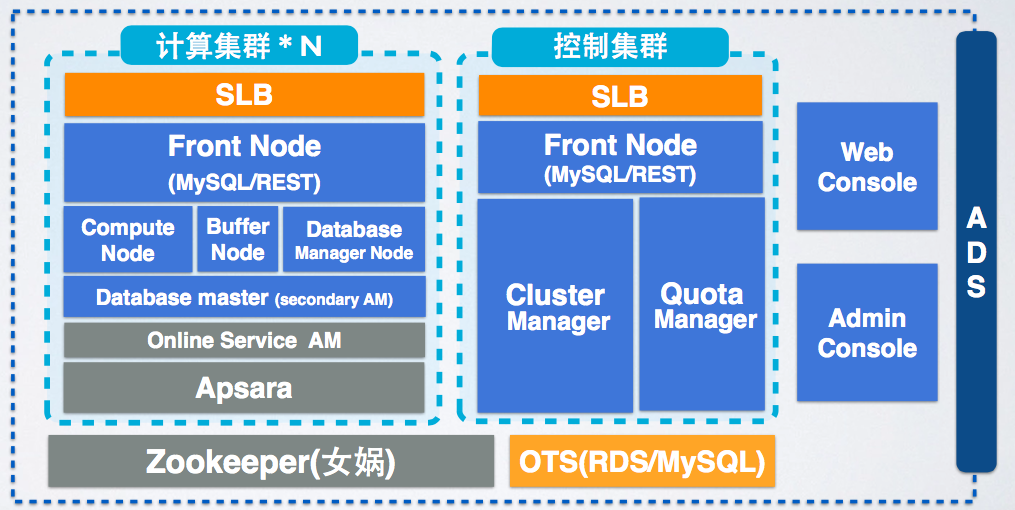 计算集群 * N
SLB
Front Node
(MySQL/REST)
Compute
Node
Buffer
Node
Database
Manager Node
Database master (secondary AM)
Online Service AM
Apsara
控制集群
SLB
Front Node
(MySQL/REST)
Cluster
Manager
Quota
Manager
Web
Console
Admin
Console
Zookeeper(女娲)
OTS(RDS/MySQL)
A
D
S